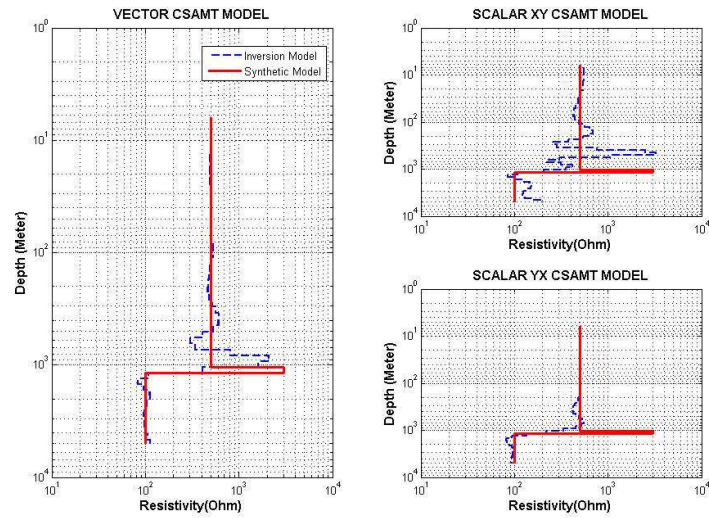 VECTOR CSAMT MODEL
10^0
10^1
10^2
10^3
10^4
Depth (Meter)
Inversion Model
Synthetic Model
10^1
10^2
10^3
10^4
Resistivity(Ohm)
SCALAR XY CSAMT MODEL
10^0
10^1
10^2
10^3
10^4
Depth (Meter)
10^1
10^2
10^3
10^4
Resistivity(Ohm)
SCALAR YX CSAMT MODEL
10^0
10^1
10^2
10^3
10^4
Depth (Meter)
10^1
10^2
10^3
10^4
Resistivity(Ohm)